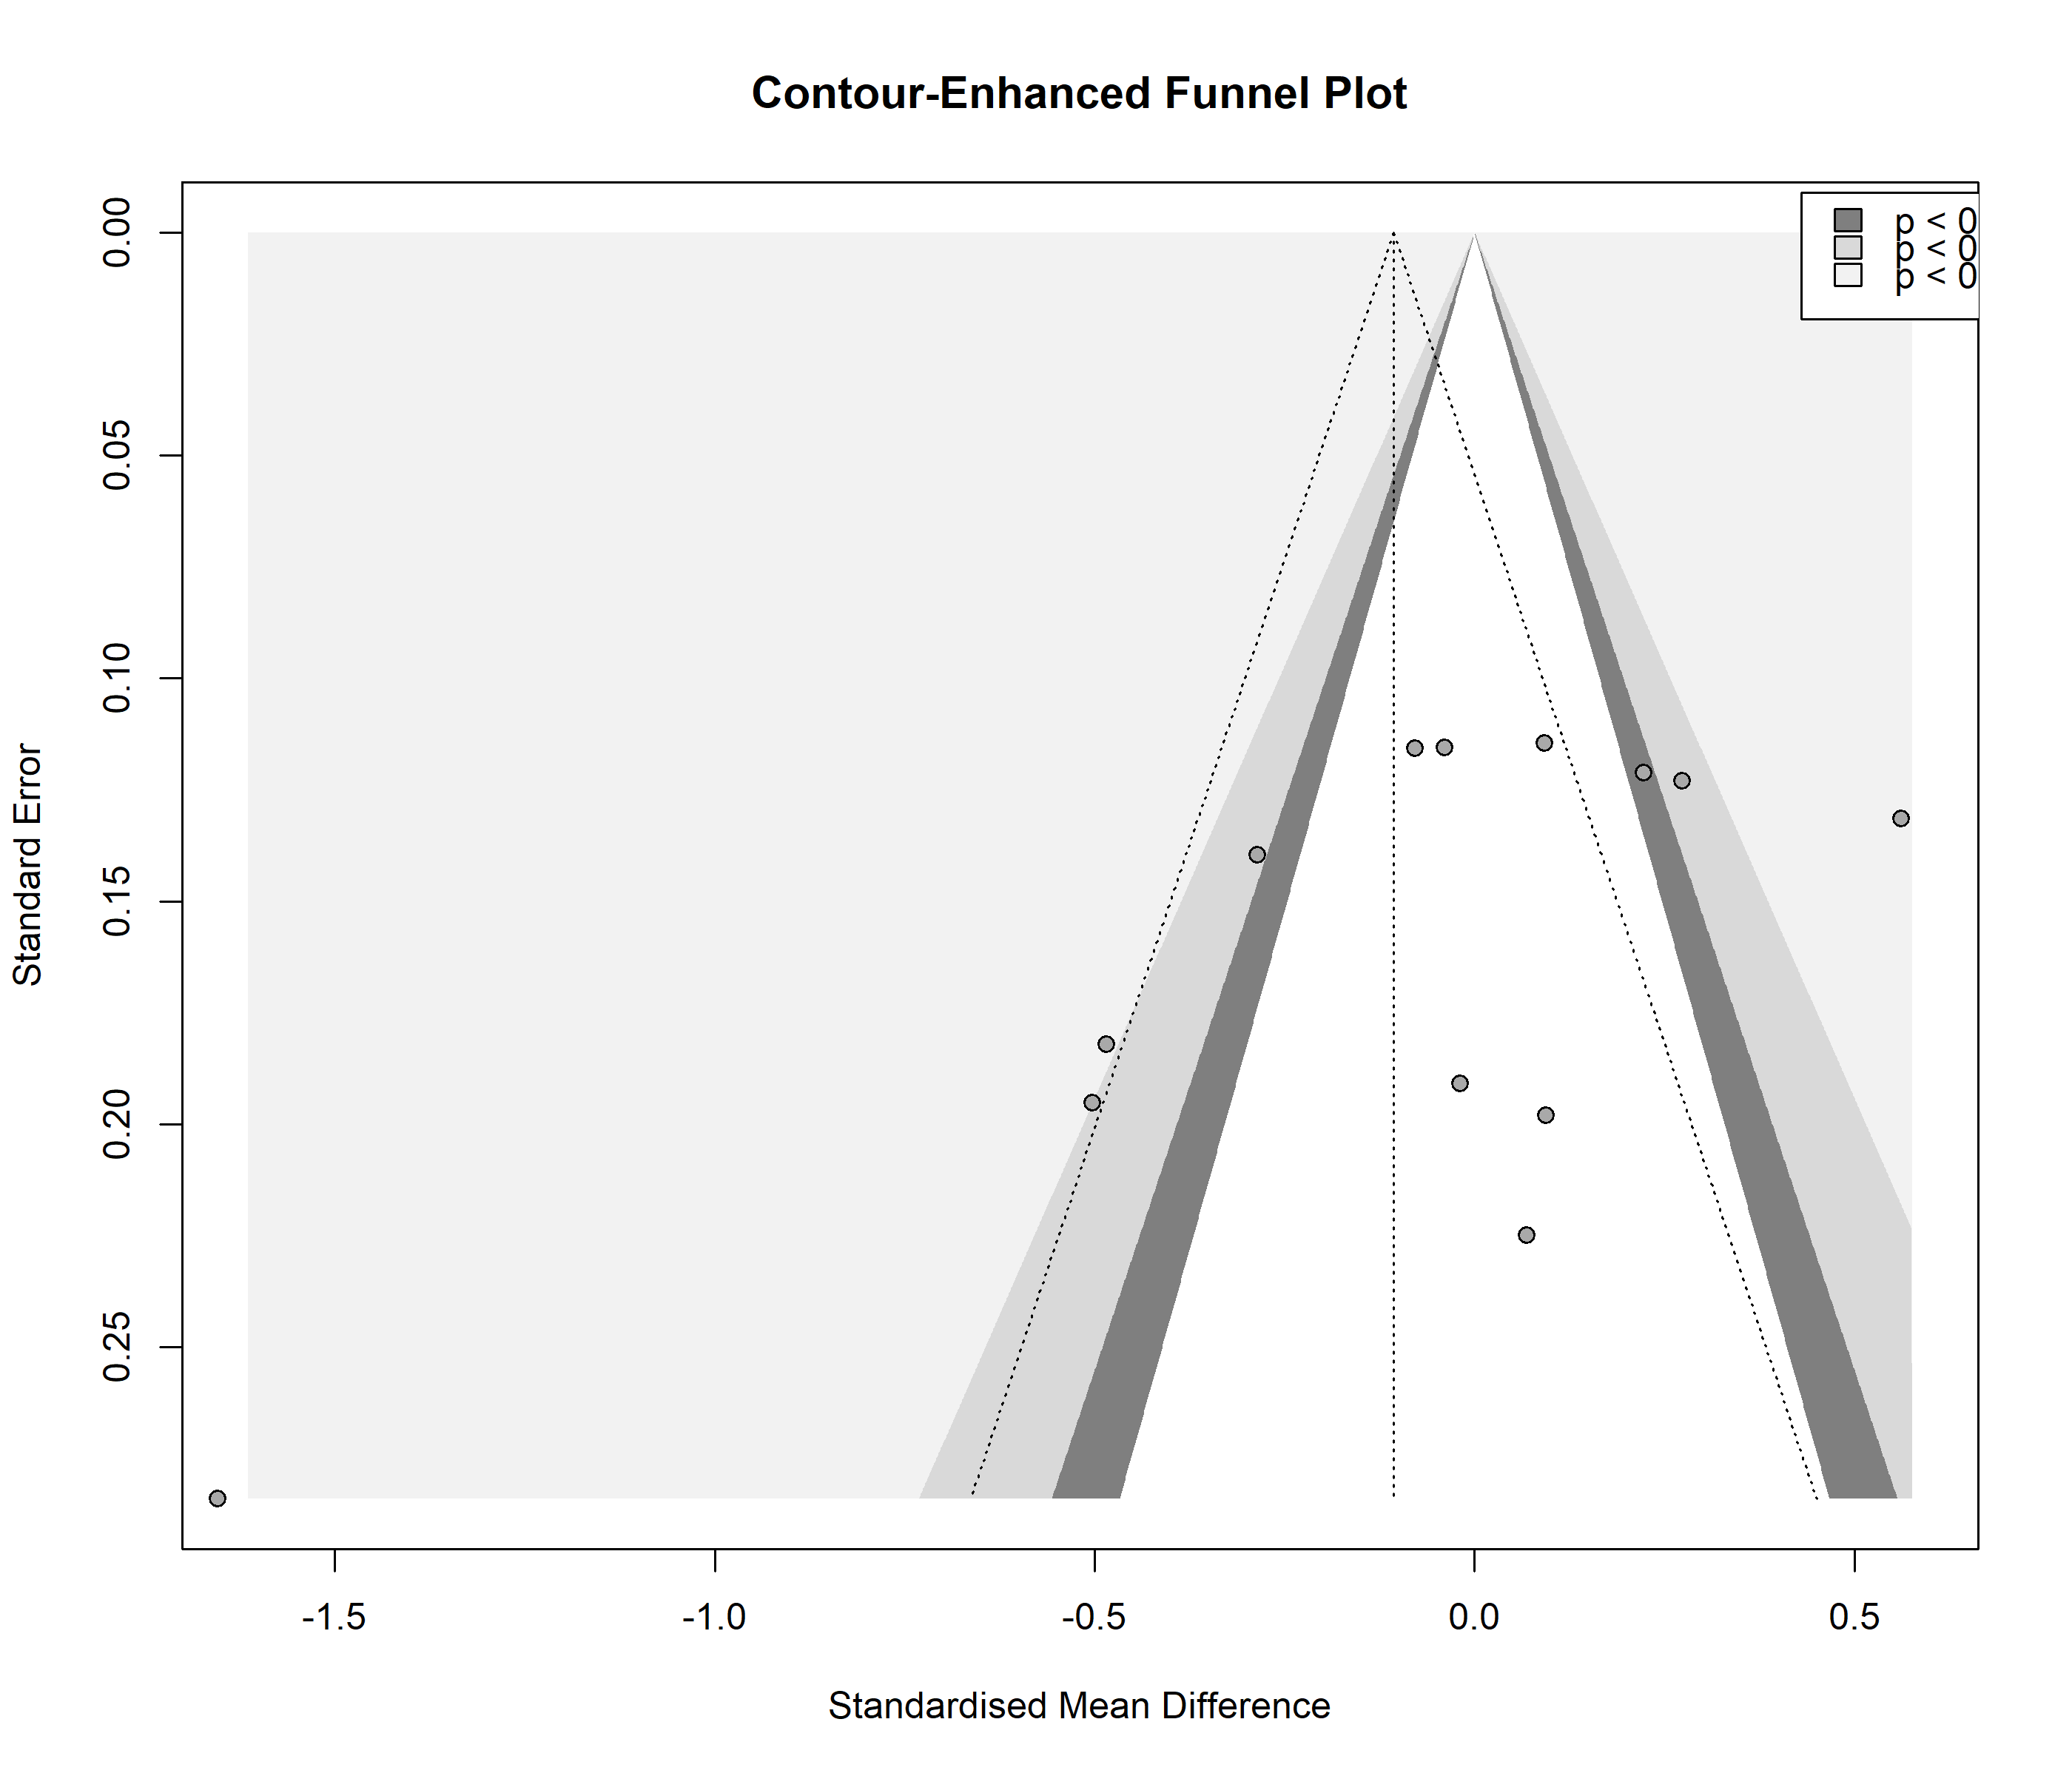 Contour-Enhanced Funnel Plot
p < 0
p < 0
p < 0
0.00
0.05
0.10
0.15
0.20
0.25
Standard Error
-1.5 -1.0 -0.5 0.0 0.5
Standardised Mean Difference